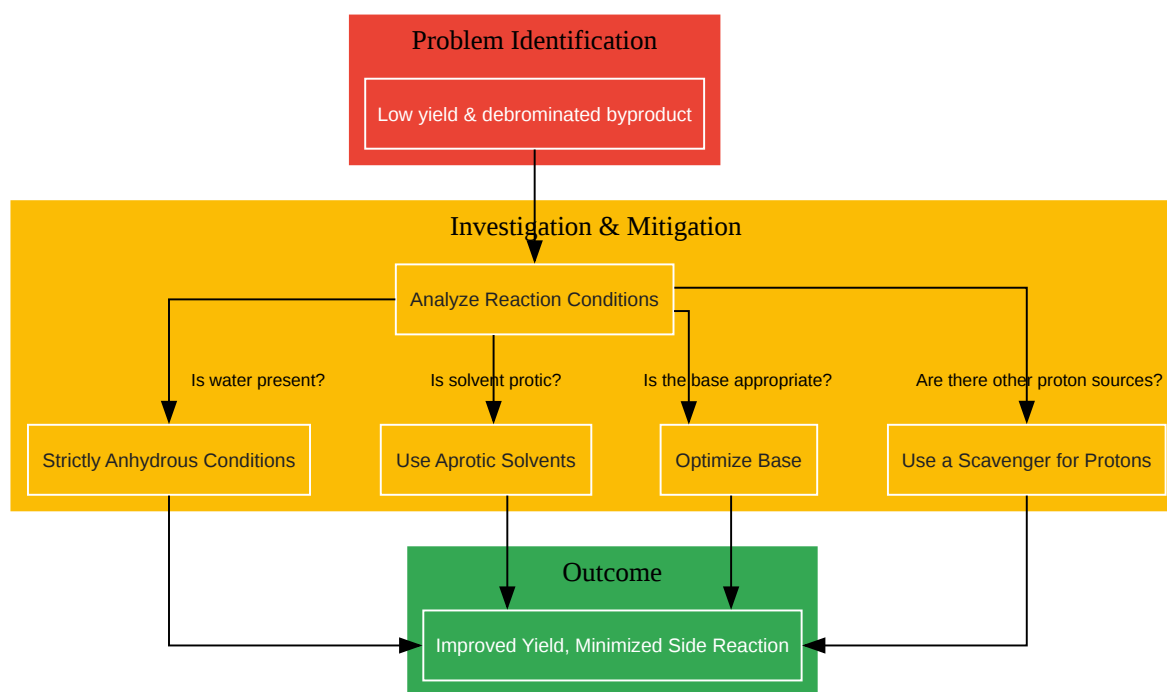 Problem Identification
Low yield & debrominated byproduct
Investigation & Mitigation
Analyze Reaction Conditions
Is water present?
Is solvent protic?
Is the base appropriate?
Are there other proton sources?
Strictly Anhydrous Conditions
Use Aprotic Solvents
Optimize Base
Use a Scavenger for Protons
Outcome
Improved Yield, Minimized Side Reaction